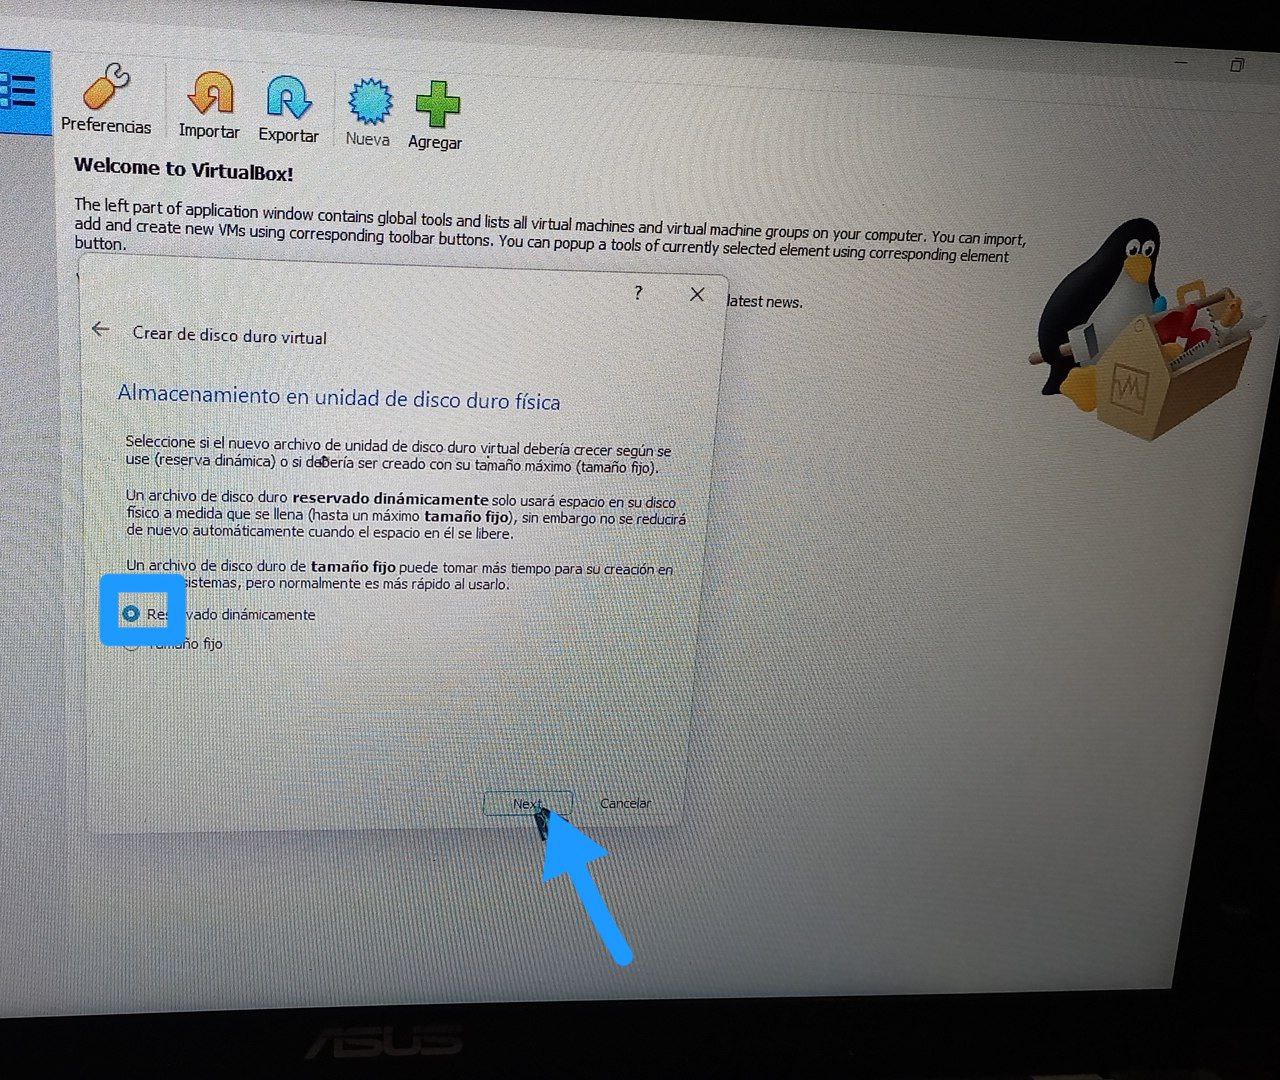 Preferencias
Importar
Exportar
Nueva
Agregar
Welcome to VirtualBox!
The left part of application window contains global tools and lists all virtual machines and virtual machine groups on your computer. You can import,
add and create new VMs using corresponding toolbar buttons. You can popup a tools of currently selected element using corresponding element
button.
latest news.
?
Crear de disco duro virtual
Almacenamiento en unidad de disco duro física
Seleccione si el nuevo archivo de unidad de disco duro virtual debería crecer según se
use (reserva dinámica) o si debería ser creado con su tamaño máximo (tamaño fijo).
Un archivo de disco duro reservado dinámicamente solo usará espacio en su disco
físico a medida que se llena (hasta un máximo tamaño fijo), sin embargo no se reducirá
de nuevo automáticamente cuando el espacio en él se libere.
Un archivo de disco duro de tamaño fijo puede tomar más tiempo para su creación en
sistemas, pero normalmente es más rápido al usarlo.
Reservado dinámicamente
Tamaño fijo
Next
Cancelar
ASUS